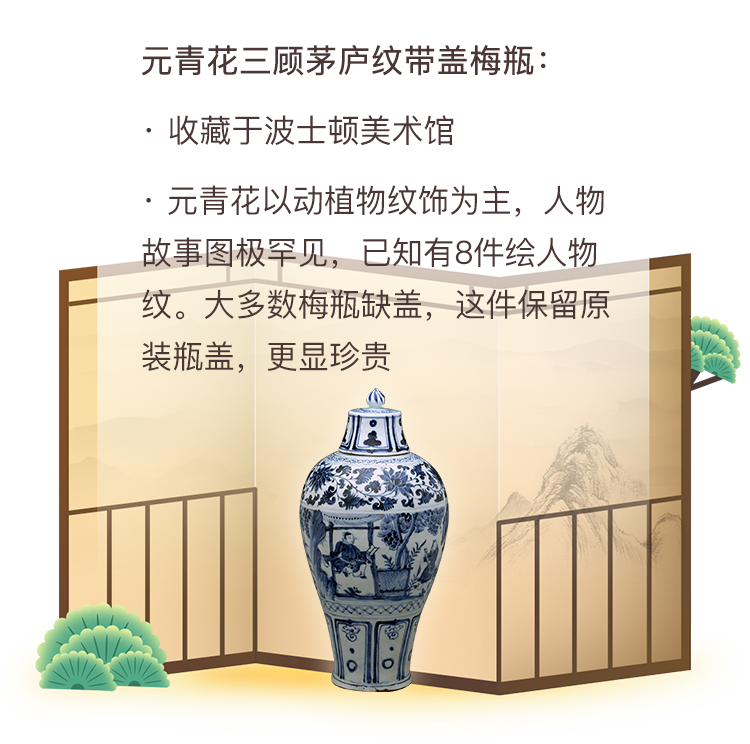 元青花三顾茅庐纹带盖梅瓶：
· 收藏于波士顿美术馆
· 元青花以动植物纹饰为主，人物
故事图极罕见，已知有8件绘人物
纹。大多数梅瓶缺盖，这件保留原
装瓶盖，更显珍贵